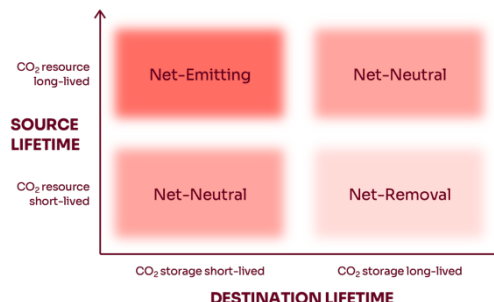 CO₂ resource
long-lived
Net-Emitting
Net-Neutral
SOURCE
LIFETIME
CO₂ resource
short-lived
Net-Neutral
Net-Removal
CO₂ storage short-lived
CO₂ storage long-lived
DESTINATION LIFETIME